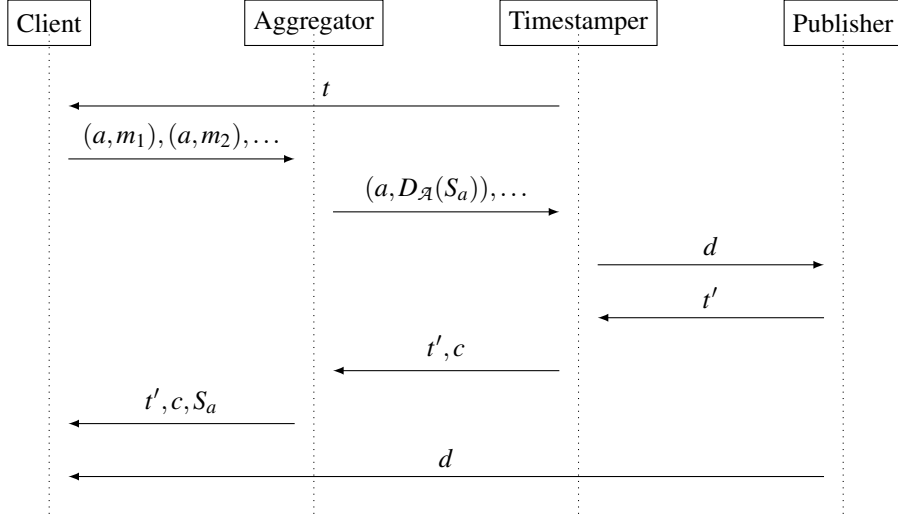 Client Aggregator Timestamper Publisher
t
(a,m₁),(a,m₂),…
(a,D_𝒜(S_a)),…
d
t′
t′,c
t′,c,S_a
d